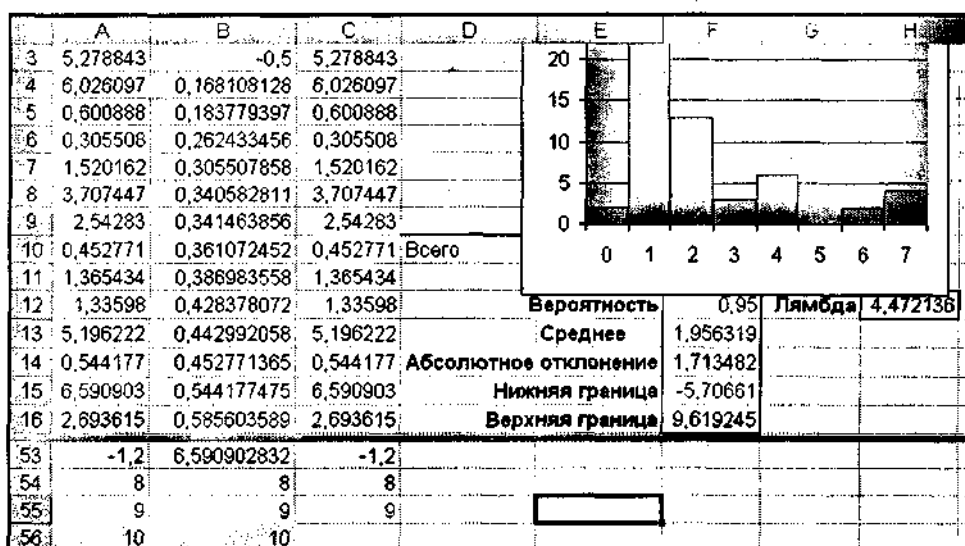 A B C D E F G H
20
3 5,278843 -0,5 5,278843
4 6,026097 0,168108128 6,026097
15
5 0,600888 0,183779397 0,600888
6 0,305508 0,262433456 0,305508
10
7 1,520162 0,305507858 1,520162
8 3,707447 0,340582811 3,707447
5
9 2,54283 0,341463856 2,54283
0
10 0,452771 0,361072452 0,452771 Всего
0 1 2 3 4 5 6 7
11 1,365434 0,386983558 1,365434
12 1,33598 0,428378072 1,33598 Вероятность 0,95 Лямбда 4,472136
13 5,196222 0,442992058 5,196222 Среднее 1,956319
14 0,544177 0,452771365 0,544177 Абсолютное отклонение 1,713482
15 6,590903 0,544177475 6,590903 Нижняя граница -5,70661
16 2,693615 0,585603589 2,693615 Верхняя граница 9,619245
53 -1,2 6,590902832 -1,2
54 8 8 8
55 9 9 9
56 10 10